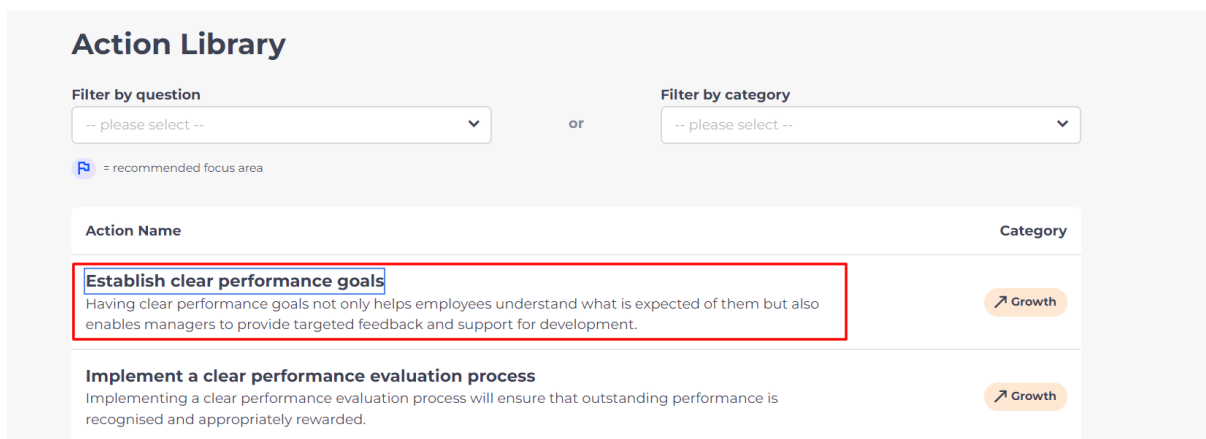 Action Library
Filter by question
-- please select --
or
Filter by category
-- please select --
= recommended focus area
Action Name
Category
Establish clear performance goals
Having clear performance goals not only helps employees understand what is expected of them but also
enables managers to provide targeted feedback and support for development.
Growth
Implement a clear performance evaluation process
Implementing a clear performance evaluation process will ensure that outstanding performance is
recognised and appropriately rewarded.
Growth